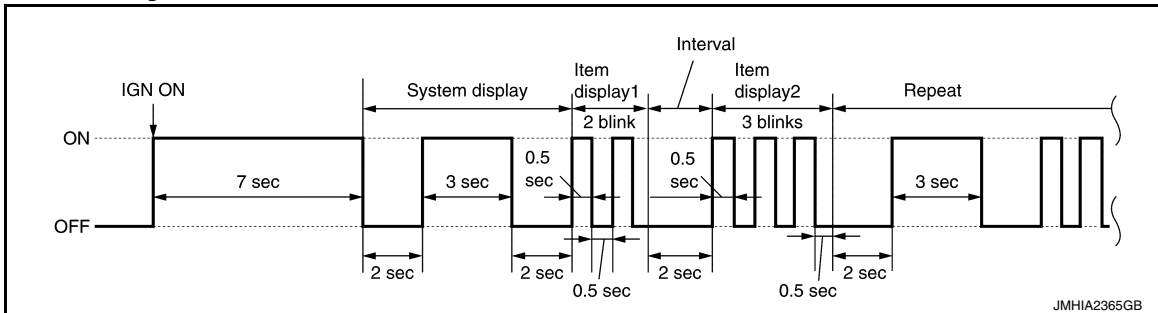 Interval
Item
display1
Item
display2
IGN ON
System display
Repeat
2 blink
3 blinks
ON
0.5
sec
0.5
sec
7 sec
3 sec
3 sec
OFF
2 sec
2 sec
0.5 sec
2 sec
0.5 sec
2 sec
JMHIA2365GB